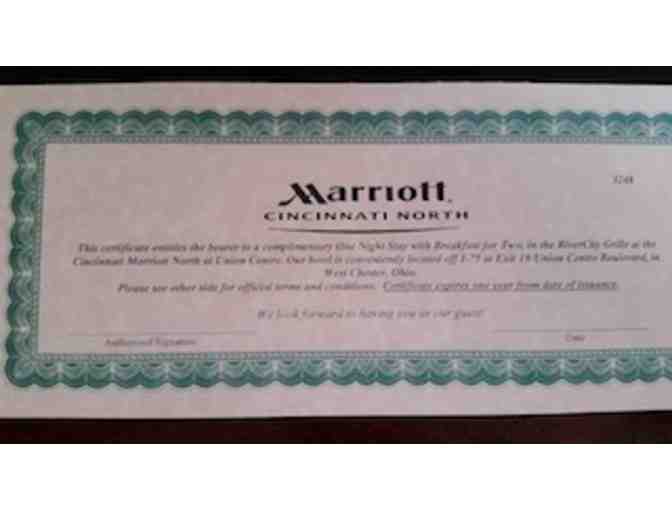 3248
Marriott.
CINCINNATI NORTH
This certificate entitles the bearer to a complimentary One Night Stay with Breakfast for Two, in the RiverCity Grille at the
Cincinnati Marriott North at Union Centre. Our hotel is conveniently located off I-75 at Exit 19/Union Centre Boulevard, in
West Chester, Ohio.
Please see other side for official terms and conditions. Certificate expires one year from date of issuance.
We look forward to having you as our guest!
Authorized Signature
Date